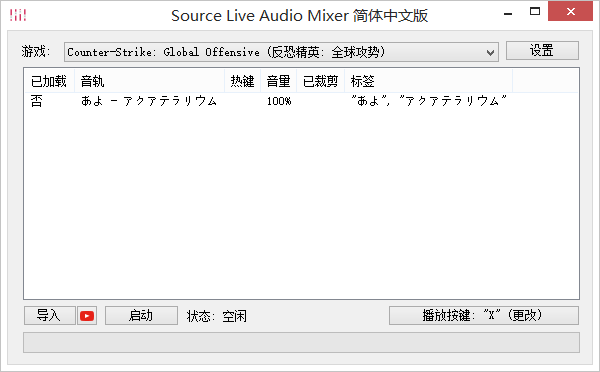 Source Live Audio Mixer 简体中文版
游戏： Counter-Strike: Global Offensive (反恐精英：全球攻势) 设置
已加载 音轨 热键 音量 已裁剪 标签
否 あよ - アクアテラリウム 100% "あよ", "アクアテラリウム"
导入 启动 状态：空闲 播放按键："X" (更改)